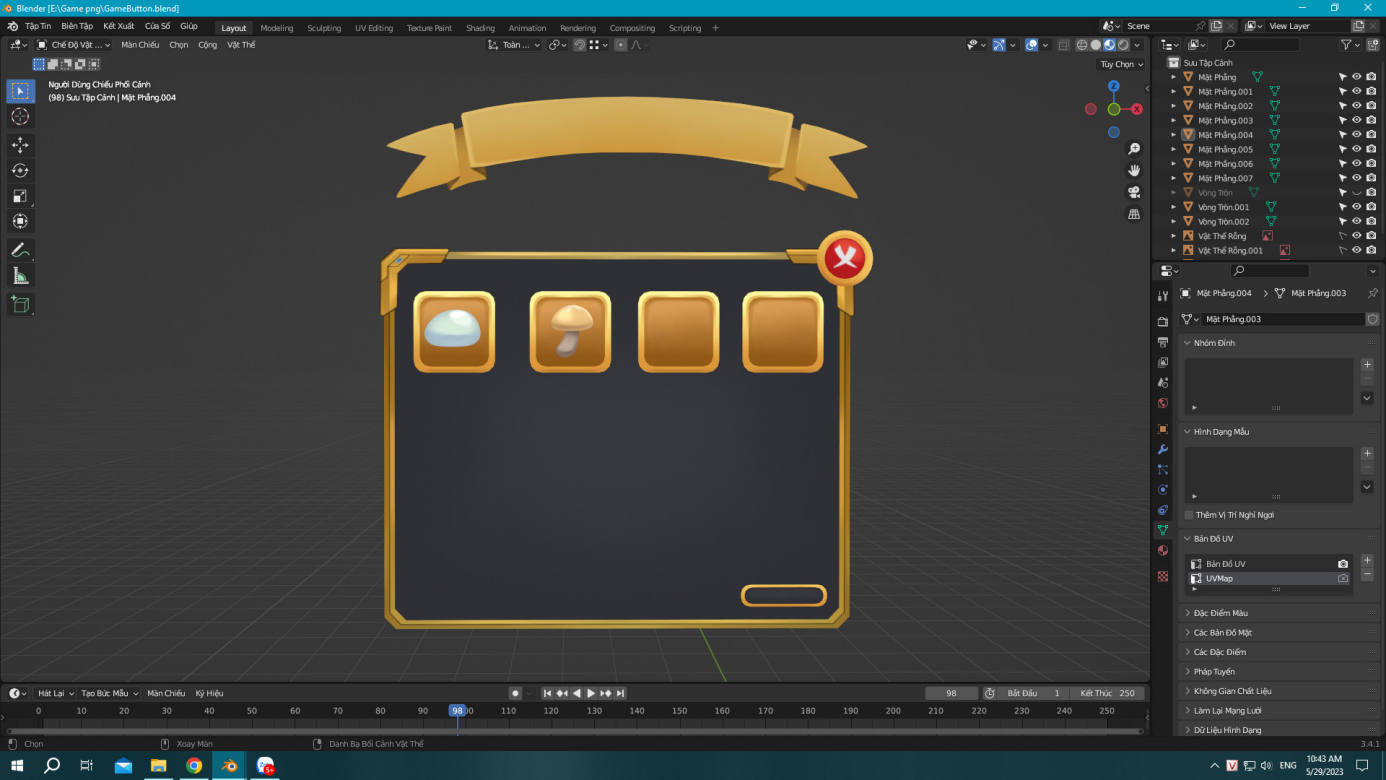 Blender [E:\Game png\GameButton.blend]
Tập Tin Biên Tập Kết Xuất Cửa Sổ Giúp Layout Modeling Sculpting UV Editing Texture Paint Shading Animation Rendering Compositing Scripting + Scene View Layer
Chế Độ Vật ... Màn Chiếu Chọn Cộng Vật Thể Toàn ...
Tùy Chọn
Người Dùng Chiếu Phối Cảnh
(98) Sưu Tập Cảnh | Mặt Phẳng.004
Z
X
Sưu Tập Cảnh
Mặt Phẳng
Mặt Phẳng.001
Mặt Phẳng.002
Mặt Phẳng.003
Mặt Phẳng.004
Mặt Phẳng.005
Mặt Phẳng.006
Mặt Phẳng.007
Vòng Tròn
Vòng Tròn.001
Vòng Tròn.002
Vật Thể Rỗng
Vật Thể Rỗng.001
Mặt Phẳng.004 Mặt Phẳng.003
Mặt Phẳng.003
Nhóm Đỉnh
Hình Dạng Mẫu
Thêm Vị Trí Nghỉ Ngơi
Bản Đồ UV
Bản Đồ UV
UVMap
Đặc Điểm Màu
Các Bản Đồ Mặt
Các Đặc Điểm
Pháp Tuyến
Không Gian Chất Liệu
Làm Lại Mạng Lưới
Dữ Liệu Hình Dạng
Hát Lại Tạo Bức Mẫu Màn Chiếu Ký Hiệu 98 Bắt Đầu 1 Kết Thúc 250
0 10 20 30 40 50 60 70 80 90 98 110 120 130 140 150 160 170 180 190 200 210 220 230 240 250
Chọn Xoay Màn Danh Bạ Bối Cảnh Vật Thể 3.4.1
5+ ENG 10:43 AM
5/29/2023